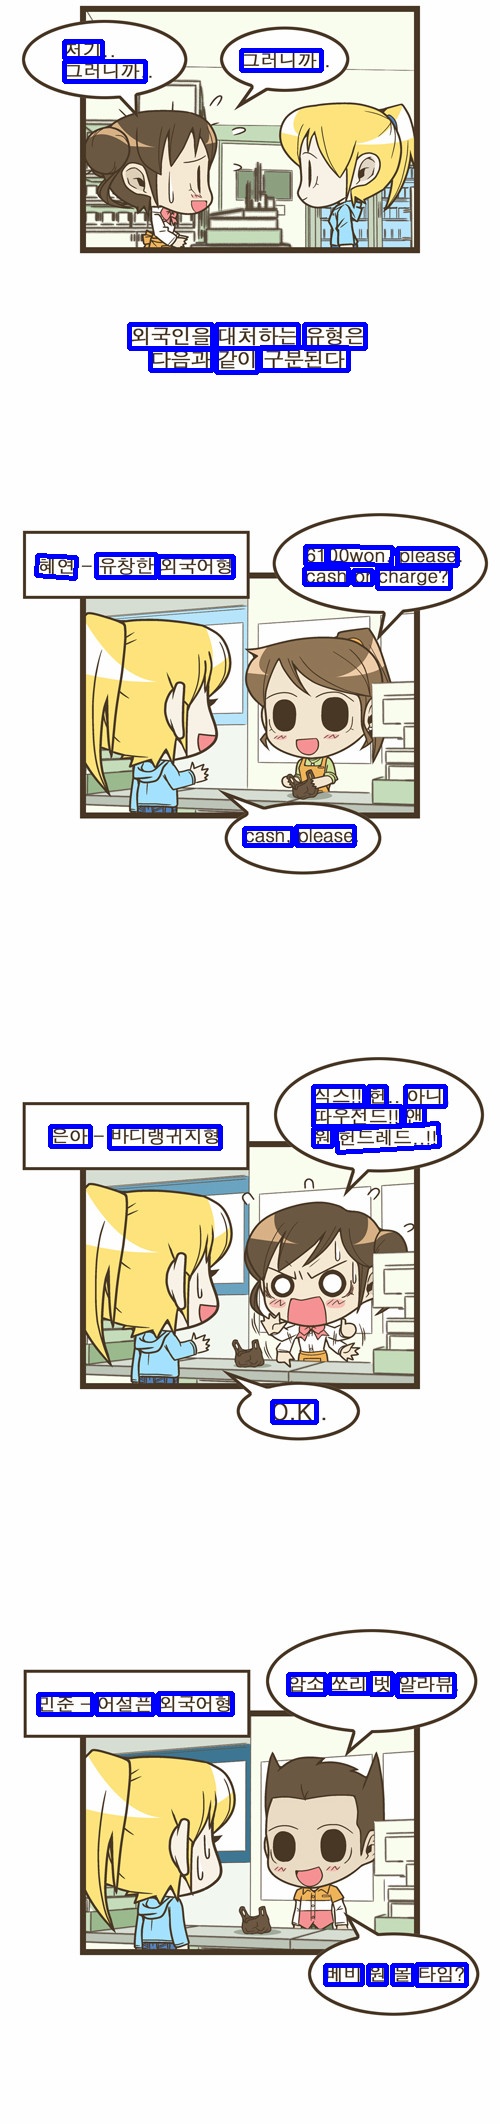 저기..
그러니까..
그러니까..
외국인을 대처하는 유형은
다음과 같이 구분된다
혜연 - 유창한 외국어형
6100won, please.
cash or charge?
cash, please.
은아 - 바디랭귀지형
식스!! 헌... 아니
따우전드!! 앤
원 헌드레드..!!
O.K..
민준 - 어설픈 외국어형
암소 쏘리 벗 알라뷰
베비 원 몰 타임?